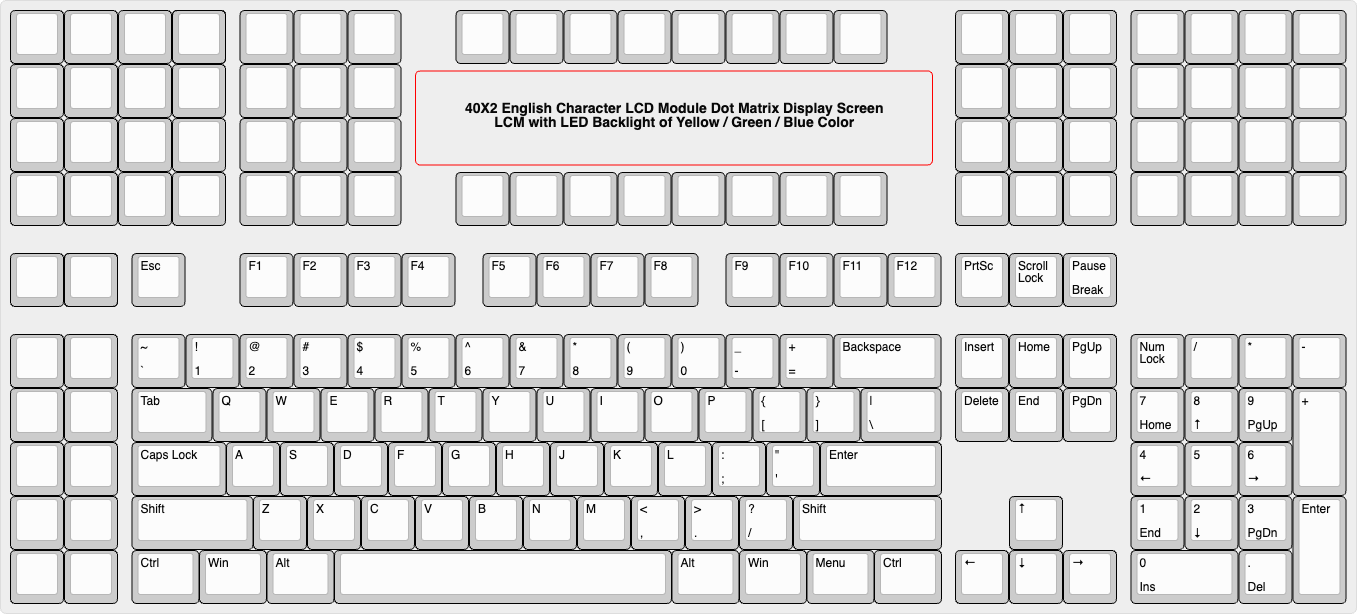 40X2 English Character LCD Module Dot Matrix Display Screen
LCM with LED Backlight of Yellow / Green / Blue Color
Esc F1 F2 F3 F4 F5 F6 F7 F8 F9 F10 F11 F12 PrtSc Scroll Pause
Lock
Break
~ ! @ # $ % ^ & * ( ) _ + Backspace Insert Home PgUp Num / * -
Lock
` 1 2 3 4 5 6 7 8 9 0 - =
Tab Q W E R T Y U I O P { } | Delete End PgDn 7 8 9 +
[ ] \ Home ↑ PgUp
Caps Lock A S D F G H J K L : " Enter 4 5 6
; ' ← →
Shift Z X C V B N M < > ? Shift ↑ 1 2 3 Enter
, . / End ↓ PgDn
Ctrl Win Alt Alt Win Menu Ctrl ← ↓ → 0 .
Ins Del